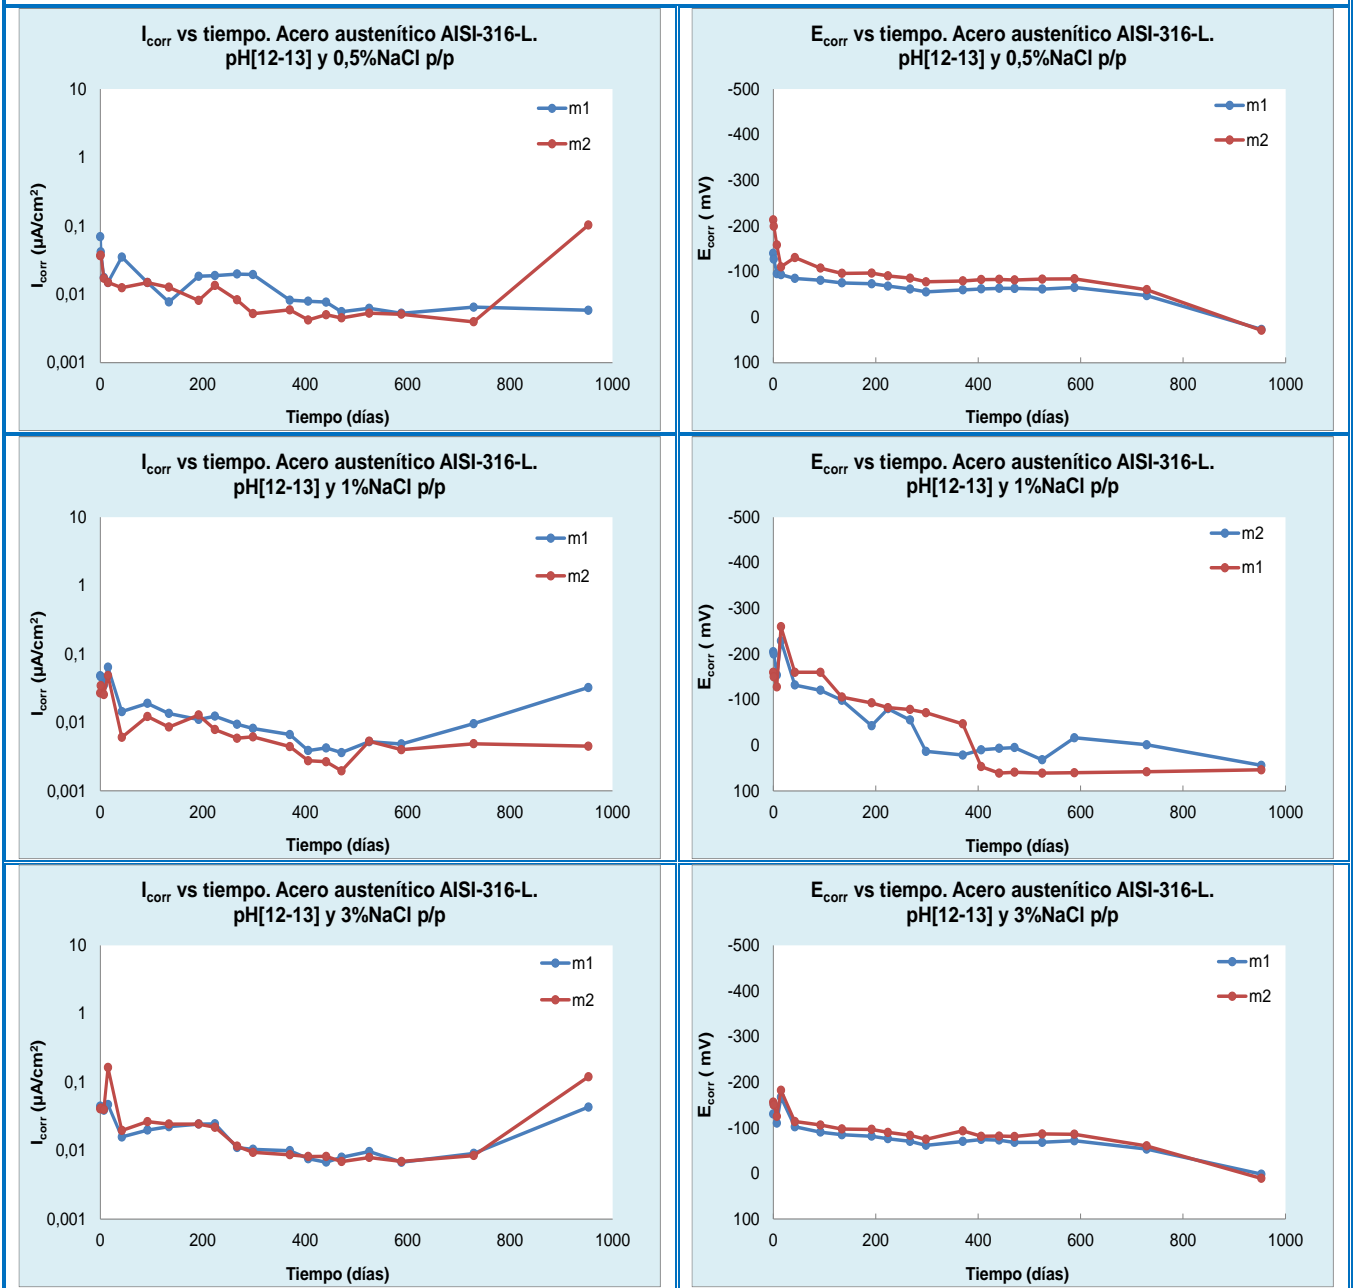 Icorr vs tiempo. Acero austenítico AISI-316-L.
pH[12-13] y 0,5%NaCl p/p
10
1
0,1
0,01
0,001
Icorr (µA/cm²)
m1
m2
0 200 400 600 800 1000
Tiempo (días)
Ecorr vs tiempo. Acero austenítico AISI-316-L.
pH[12-13] y 0,5%NaCl p/p
-500
-400
-300
-200
-100
0
100
Ecorr ( mV)
m1
m2
0 200 400 600 800 1000
Tiempo (días)
Icorr vs tiempo. Acero austenítico AISI-316-L.
pH[12-13] y 1%NaCl p/p
10
1
0,1
0,01
0,001
Icorr (µA/cm²)
m1
m2
0 200 400 600 800 1000
Tiempo (días)
Ecorr vs tiempo. Acero austenítico AISI-316-L.
pH[12-13] y 1%NaCl p/p
-500
-400
-300
-200
-100
0
100
Ecorr ( mV)
m2
m1
0 200 400 600 800 1000
Tiempo (días)
Icorr vs tiempo. Acero austenítico AISI-316-L.
pH[12-13] y 3%NaCl p/p
10
1
0,1
0,01
0,001
Icorr (µA/cm²)
m1
m2
0 200 400 600 800 1000
Tiempo (días)
Ecorr vs tiempo. Acero austenítico AISI-316-L.
pH[12-13] y 3%NaCl p/p
-500
-400
-300
-200
-100
0
100
Ecorr ( mV)
m1
m2
0 200 400 600 800 1000
Tiempo (días)